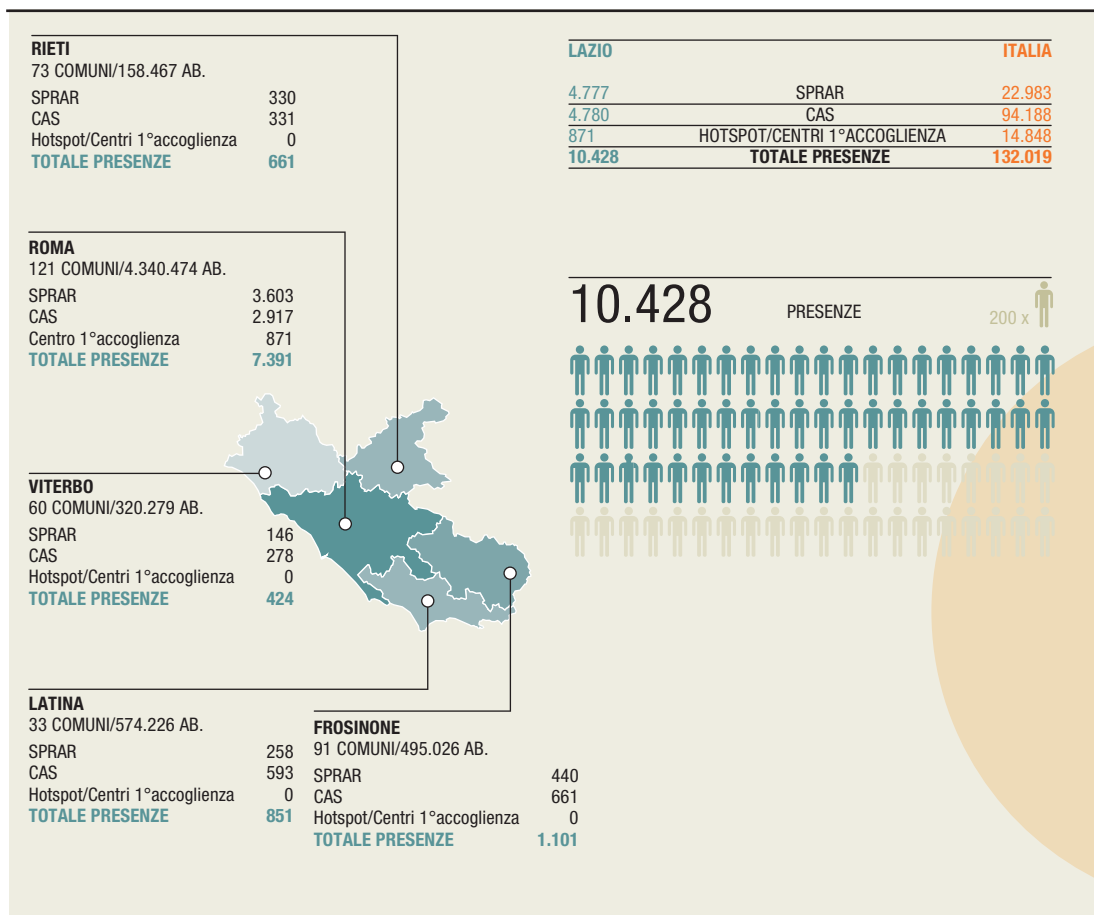 RIETI
73 COMUNI/158.467 AB.
SPRAR 330
CAS 331
Hotspot/Centri 1°accoglienza 0
TOTALE PRESENZE 661
ROMA
121 COMUNI/4.340.474 AB.
SPRAR 3.603
CAS 2.917
Centro 1°accoglienza 871
TOTALE PRESENZE 7.391
VITERBO
60 COMUNI/320.279 AB.
SPRAR 146
CAS 278
Hotspot/Centri 1°accoglienza 0
TOTALE PRESENZE 424
LATINA
33 COMUNI/574.226 AB.
SPRAR 258
CAS 593
Hotspot/Centri 1°accoglienza 0
TOTALE PRESENZE 851
FROSINONE
91 COMUNI/495.026 AB.
SPRAR 440
CAS 661
Hotspot/Centri 1°accoglienza 0
TOTALE PRESENZE 1.101
LAZIO ITALIA
4.777 SPRAR 22.983
4.780 CAS 94.188
871 HOTSPOT/CENTRI 1°ACCOGLIENZA 14.848
10.428 TOTALE PRESENZE 132.019
10.428 PRESENZE 200 x